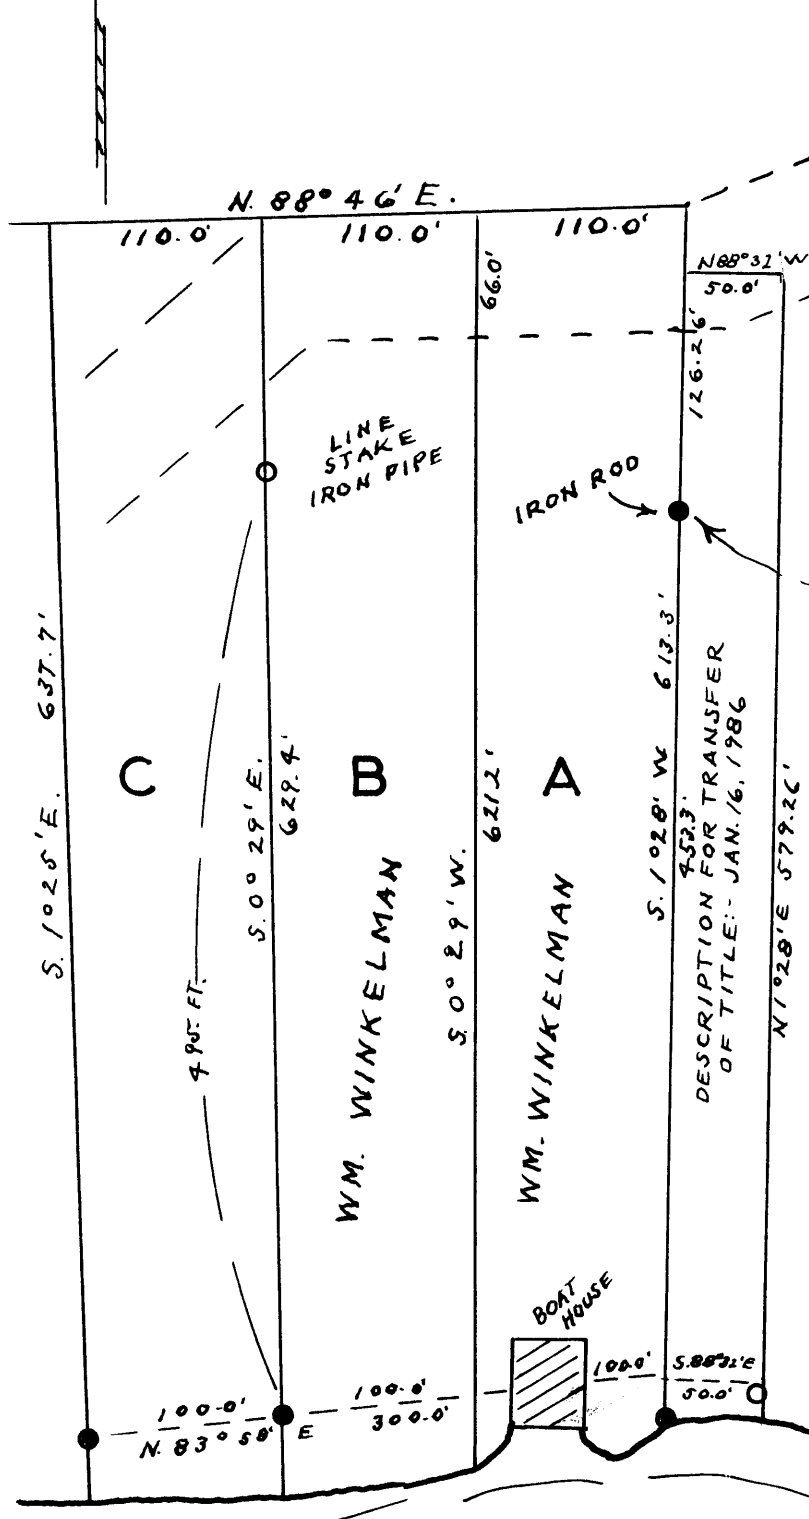 N. 88° 46' E.
110.0'
110.0'
110.0'
66.0'
N88°31'W
50.0'
126.26'
LINE
STAKE
IRON PIPE
IRON ROD
637.7'
S. 1°25' E.
C
495 FT.
S. 0° 29' E.
629.4'
B
WM. WINKELMAN
S. 0° 29' W.
621.2'
A
WM. WINKELMAN
S. 1°28' W
613.3'
453.3'
DESCRIPTION FOR TRANSFER
OF TITLE:- JAN. 16, 1986
N 1°28' E 579.26'
BOAT
HOUSE
100.0'
N. 83° 58'
E
100.0'
300.0'
100.0'
S.88°31'E
50.0'